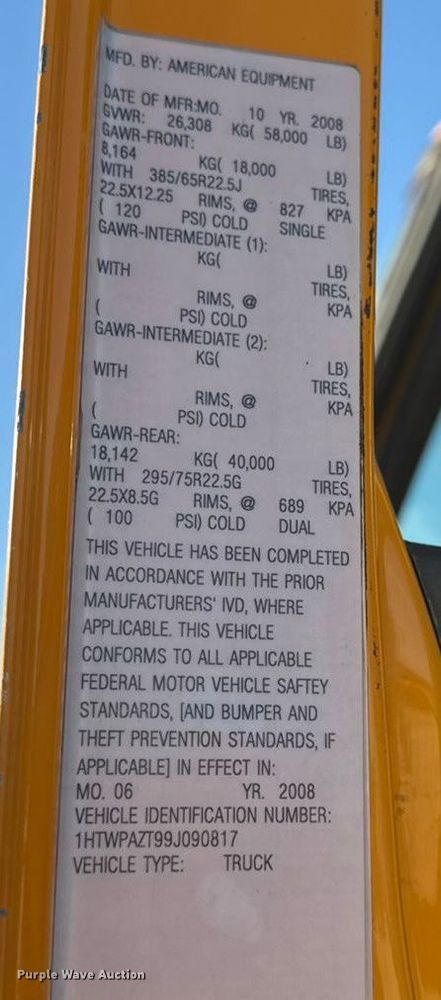 MFD. BY: AMERICAN EQUIPMENT
DATE OF MFR:MO. 10 YR. 2008
GVWR: 26,308 KG( 58,000 LB)
GAWR-FRONT:
8,164 KG( 18,000 LB)
WITH 385/65R22.5J TIRES,
22.5X12.25 RIMS, @ 827 KPA
( 120 PSI) COLD SINGLE
GAWR-INTERMEDIATE (1):
KG( LB)
WITH TIRES,
RIMS, @ KPA
( PSI) COLD
GAWR-INTERMEDIATE (2):
KG( LB)
WITH TIRES,
RIMS, @ KPA
( PSI) COLD
GAWR-REAR:
18,142 KG( 40,000 LB)
WITH 295/75R22.5G TIRES,
22.5X8.5G RIMS, @ 689 KPA
( 100 PSI) COLD DUAL
THIS VEHICLE HAS BEEN COMPLETED
IN ACCORDANCE WITH THE PRIOR
MANUFACTURERS' IVD, WHERE
APPLICABLE. THIS VEHICLE
CONFORMS TO ALL APPLICABLE
FEDERAL MOTOR VEHICLE SAFTEY
STANDARDS, [AND BUMPER AND
THEFT PREVENTION STANDARDS, IF
APPLICABLE] IN EFFECT IN:
MO. 06 YR. 2008
VEHICLE IDENTIFICATION NUMBER:
1HTWPAZT99J090817
VEHICLE TYPE: TRUCK
Purple Wave Auction